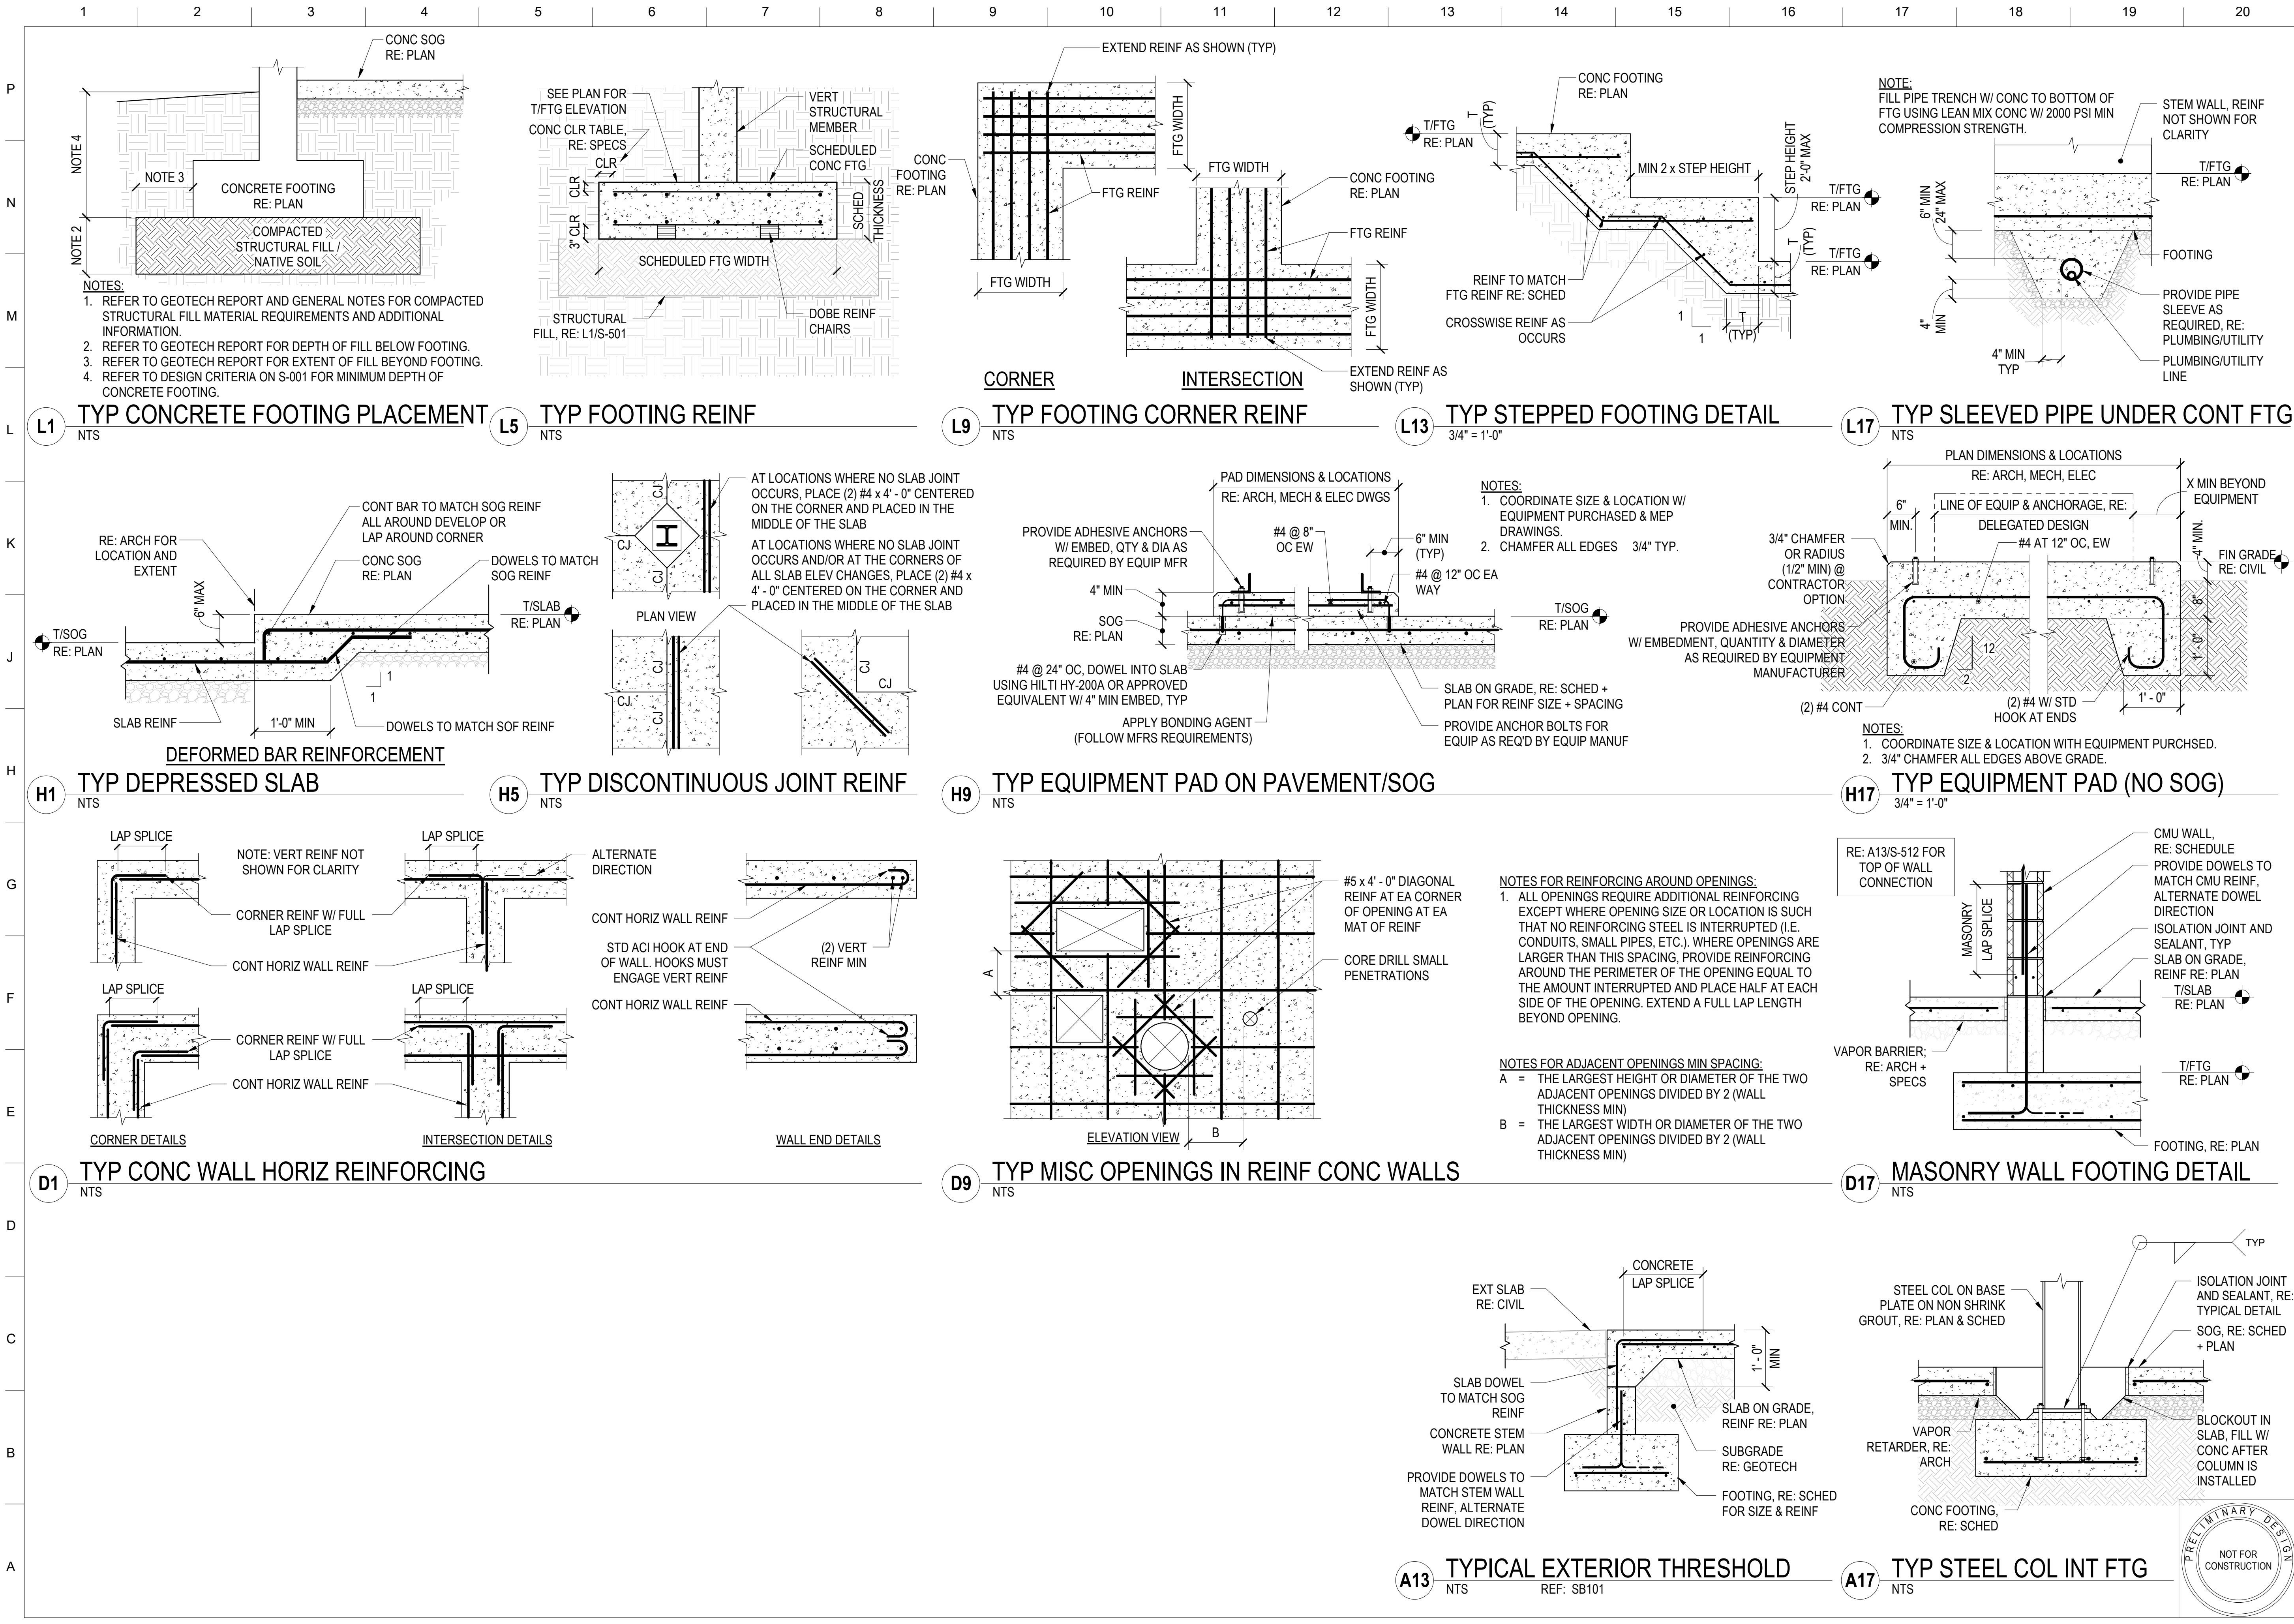 1 2 3 4 5 6 7 8 9 10 11 12 13 14 15 16 17 18 19 20
P
N
M
L
K
J
H
G
F
E
D
C
B
A
CONC SOG
RE: PLAN
NOTE 4
NOTE 3
NOTE 2
CONCRETE FOOTING
RE: PLAN
COMPACTED
STRUCTURAL FILL /
NATIVE SOIL
NOTES:
1. REFER TO GEOTECH REPORT AND GENERAL NOTES FOR COMPACTED
STRUCTURAL FILL MATERIAL REQUIREMENTS AND ADDITIONAL
INFORMATION.
2. REFER TO GEOTECH REPORT FOR DEPTH OF FILL BELOW FOOTING.
3. REFER TO GEOTECH REPORT FOR EXTENT OF FILL BEYOND FOOTING.
4. REFER TO DESIGN CRITERIA ON S-001 FOR MINIMUM DEPTH OF
CONCRETE FOOTING.
L1 TYP CONCRETE FOOTING PLACEMENT
NTS
SEE PLAN FOR
T/FTG ELEVATION
CONC CLR TABLE,
RE: SPECS
CLR
CLR
3" CLR
VERT
STRUCTURAL
MEMBER
SCHEDULED
CONC FTG
SCHED
THICKNESS
SCHEDULED FTG WIDTH
STRUCTURAL
FILL, RE: L1/S-501
DOBE REINF
CHAIRS
L5 TYP FOOTING REINF
NTS
EXTEND REINF AS SHOWN (TYP)
CONC
FOOTING
RE: PLAN
FTG WIDTH
FTG REINF
FTG WIDTH
FTG WIDTH
CONC FOOTING
RE: PLAN
FTG REINF
FTG WIDTH
EXTEND REINF AS
SHOWN (TYP)
CORNER
INTERSECTION
L9 TYP FOOTING CORNER REINF
NTS
CONC FOOTING
RE: PLAN
T
(TYP)
T/FTG
RE: PLAN
MIN 2 x STEP HEIGHT
STEP HEIGHT
2'-0" MAX
T/FTG
RE: PLAN
T
(TYP)
T/FTG
RE: PLAN
REINF TO MATCH
FTG REINF RE: SCHED
CROSSWISE REINF AS
OCCURS
1
1
T
(TYP)
L13 TYP STEPPED FOOTING DETAIL
3/4" = 1'-0"
NOTE:
FILL PIPE TRENCH W/ CONC TO BOTTOM OF
FTG USING LEAN MIX CONC W/ 2000 PSI MIN
COMPRESSION STRENGTH.
STEM WALL, REINF
NOT SHOWN FOR
CLARITY
T/FTG
RE: PLAN
6" MIN
24" MAX
4"
MIN
4" MIN
TYP
FOOTING
PROVIDE PIPE
SLEEVE AS
REQUIRED, RE:
PLUMBING/UTILITY
PLUMBING/UTILITY
LINE
L17 TYP SLEEVED PIPE UNDER CONT FTG
NTS
CONT BAR TO MATCH SOG REINF
ALL AROUND DEVELOP OR
LAP AROUND CORNER
RE: ARCH FOR
LOCATION AND
EXTENT
CONC SOG
RE: PLAN
DOWELS TO MATCH
SOG REINF
6" MAX
T/SLAB
RE: PLAN
T/SOG
RE: PLAN
1
1
SLAB REINF
1'-0" MIN
DOWELS TO MATCH SOF REINF
DEFORMED BAR REINFORCEMENT
H1 TYP DEPRESSED SLAB
NTS
CJ
CJ
CJ
AT LOCATIONS WHERE NO SLAB JOINT
OCCURS, PLACE (2) #4 x 4' - 0" CENTERED
ON THE CORNER AND PLACED IN THE
MIDDLE OF THE SLAB
AT LOCATIONS WHERE NO SLAB JOINT
OCCURS AND/OR AT THE CORNERS OF
ALL SLAB ELEV CHANGES, PLACE (2) #4 x
4' - 0" CENTERED ON THE CORNER AND
PLACED IN THE MIDDLE OF THE SLAB
PLAN VIEW
CJ
CJ
CJ
CJ
CJ
H5 TYP DISCONTINUOUS JOINT REINF
NTS
PAD DIMENSIONS & LOCATIONS
RE: ARCH, MECH & ELEC DWGS
PROVIDE ADHESIVE ANCHORS
W/ EMBED, QTY & DIA AS
REQUIRED BY EQUIP MFR
#4 @ 8"
OC EW
6" MIN
(TYP)
#4 @ 12" OC EA
WAY
4" MIN
SOG
RE: PLAN
T/SOG
RE: PLAN
#4 @ 24" OC, DOWEL INTO SLAB
USING HILTI HY-200A OR APPROVED
EQUIVALENT W/ 4" MIN EMBED, TYP
APPLY BONDING AGENT
(FOLLOW MFRS REQUIREMENTS)
SLAB ON GRADE, RE: SCHED +
PLAN FOR REINF SIZE + SPACING
PROVIDE ANCHOR BOLTS FOR
EQUIP AS REQ'D BY EQUIP MANUF
NOTES:
1. COORDINATE SIZE & LOCATION W/
EQUIPMENT PURCHASED & MEP
DRAWINGS.
2. CHAMFER ALL EDGES 3/4" TYP.
H9 TYP EQUIPMENT PAD ON PAVEMENT/SOG
NTS
PLAN DIMENSIONS & LOCATIONS
RE: ARCH, MECH, ELEC
X MIN BEYOND
EQUIPMENT
6"
MIN.
LINE OF EQUIP & ANCHORAGE, RE:
DELEGATED DESIGN
#4 AT 12" OC, EW
3/4" CHAMFER
OR RADIUS
(1/2" MIN) @
CONTRACTOR
OPTION
4" MIN.
FIN GRADE
RE: CIVIL
8"
1' - 0"
PROVIDE ADHESIVE ANCHORS
W/ EMBEDMENT, QUANTITY & DIAMETER
AS REQUIRED BY EQUIPMENT
MANUFACTURER
12
2
(2) #4 CONT
(2) #4 W/ STD
HOOK AT ENDS
1' - 0"
NOTES:
1. COORDINATE SIZE & LOCATION WITH EQUIPMENT PURCHSED.
2. 3/4" CHAMFER ALL EDGES ABOVE GRADE.
H17 TYP EQUIPMENT PAD (NO SOG)
3/4" = 1'-0"
LAP SPLICE
NOTE: VERT REINF NOT
SHOWN FOR CLARITY
LAP SPLICE
ALTERNATE
DIRECTION
CORNER REINF W/ FULL
LAP SPLICE
CONT HORIZ WALL REINF
CONT HORIZ WALL REINF
STD ACI HOOK AT END
OF WALL. HOOKS MUST
ENGAGE VERT REINF
(2) VERT
REINF MIN
CONT HORIZ WALL REINF
LAP SPLICE
LAP SPLICE
CORNER REINF W/ FULL
LAP SPLICE
CONT HORIZ WALL REINF
CORNER DETAILS
INTERSECTION DETAILS
WALL END DETAILS
D1 TYP CONC WALL HORIZ REINFORCING
NTS
#5 x 4' - 0" DIAGONAL
REINF AT EA CORNER
OF OPENING AT EA
MAT OF REINF
CORE DRILL SMALL
PENETRATIONS
A
B
ELEVATION VIEW
NOTES FOR REINFORCING AROUND OPENINGS:
1. ALL OPENINGS REQUIRE ADDITIONAL REINFORCING
EXCEPT WHERE OPENING SIZE OR LOCATION IS SUCH
THAT NO REINFORCING STEEL IS INTERRUPTED (I.E.
CONDUITS, SMALL PIPES, ETC.). WHERE OPENINGS ARE
LARGER THAN THIS SPACING, PROVIDE REINFORCING
AROUND THE PERIMETER OF THE OPENING EQUAL TO
THE AMOUNT INTERRUPTED AND PLACE HALF AT EACH
SIDE OF THE OPENING. EXTEND A FULL LAP LENGTH
BEYOND OPENING.
NOTES FOR ADJACENT OPENINGS MIN SPACING:
A = THE LARGEST HEIGHT OR DIAMETER OF THE TWO
ADJACENT OPENINGS DIVIDED BY 2 (WALL
THICKNESS MIN)
B = THE LARGEST WIDTH OR DIAMETER OF THE TWO
ADJACENT OPENINGS DIVIDED BY 2 (WALL
THICKNESS MIN)
D9 TYP MISC OPENINGS IN REINF CONC WALLS
NTS
RE: A13/S-512 FOR
TOP OF WALL
CONNECTION
CMU WALL,
RE: SCHEDULE
PROVIDE DOWELS TO
MATCH CMU REINF,
ALTERNATE DOWEL
DIRECTION
MASONRY
LAP SPLICE
ISOLATION JOINT AND
SEALANT, TYP
SLAB ON GRADE,
REINF RE: PLAN
T/SLAB
RE: PLAN
VAPOR BARRIER;
RE: ARCH +
SPECS
T/FTG
RE: PLAN
FOOTING, RE: PLAN
D17 MASONRY WALL FOOTING DETAIL
NTS
CONCRETE
LAP SPLICE
EXT SLAB
RE: CIVIL
1' - 0"
MIN
SLAB DOWEL
TO MATCH SOG
REINF
CONCRETE STEM
WALL RE: PLAN
PROVIDE DOWELS TO
MATCH STEM WALL
REINF, ALTERNATE
DOWEL DIRECTION
SLAB ON GRADE,
REINF RE: PLAN
SUBGRADE
RE: GEOTECH
FOOTING, RE: SCHED
FOR SIZE & REINF
A13 TYPICAL EXTERIOR THRESHOLD
NTS REF: SB101
TYP
STEEL COL ON BASE
PLATE ON NON SHRINK
GROUT, RE: PLAN & SCHED
ISOLATION JOINT
AND SEALANT, RE:
TYPICAL DETAIL
SOG, RE: SCHED
+ PLAN
VAPOR
RETARDER, RE:
ARCH
BLOCKOUT IN
SLAB, FILL W/
CONC AFTER
COLUMN IS
INSTALLED
CONC FOOTING,
RE: SCHED
A17 TYP STEEL COL INT FTG
NTS
PRELIMINARY DESIGN
NOT FOR
CONSTRUCTION